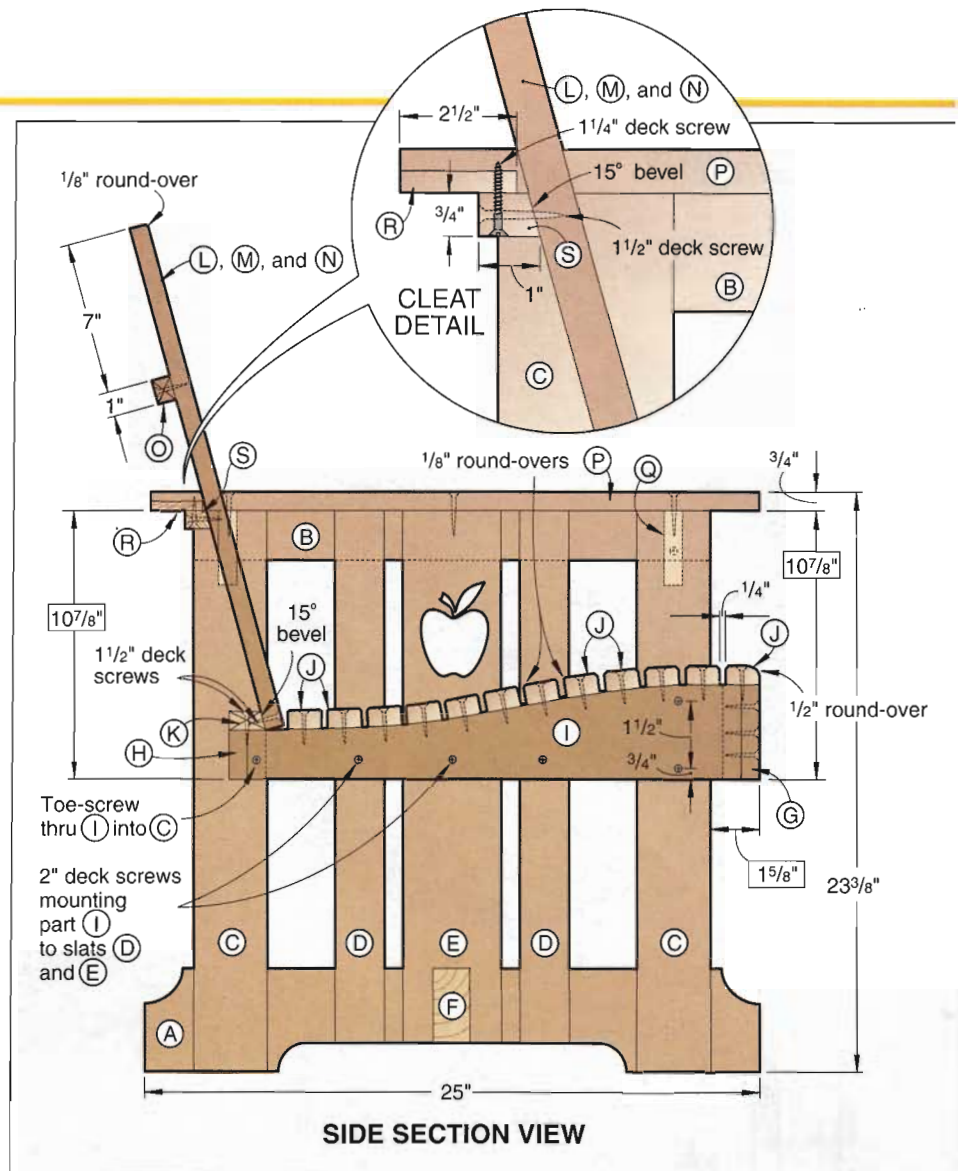 Ⓛ, Ⓜ, and Ⓝ
2 1/2"
1 1/4" deck screw
15° bevel
Ⓟ
Ⓡ
3/4"
1 1/2" deck screw
Ⓢ
1"
Ⓑ
CLEAT
DETAIL
Ⓒ
1/8" round-over
Ⓛ, Ⓜ, and Ⓝ
7"
1"
Ⓞ
Ⓢ
1/8" round-overs
Ⓟ
Ⓠ
3/4"
Ⓡ
Ⓑ
10 7/8"
10 7/8"
1/4"
15°
bevel
Ⓙ
Ⓙ
Ⓙ
1 1/2" deck
screws
1/2" round-over
Ⓚ
Ⓗ
Ⓘ
1 1/2"
3/4"
Ⓖ
Toe-screw
thru Ⓘ into Ⓒ
1 5/8"
23 3/8"
2" deck screws
mounting
part Ⓘ
to slats Ⓓ
and Ⓔ
Ⓒ
Ⓓ
Ⓔ
Ⓓ
Ⓒ
Ⓕ
Ⓐ
25"
SIDE SECTION VIEW